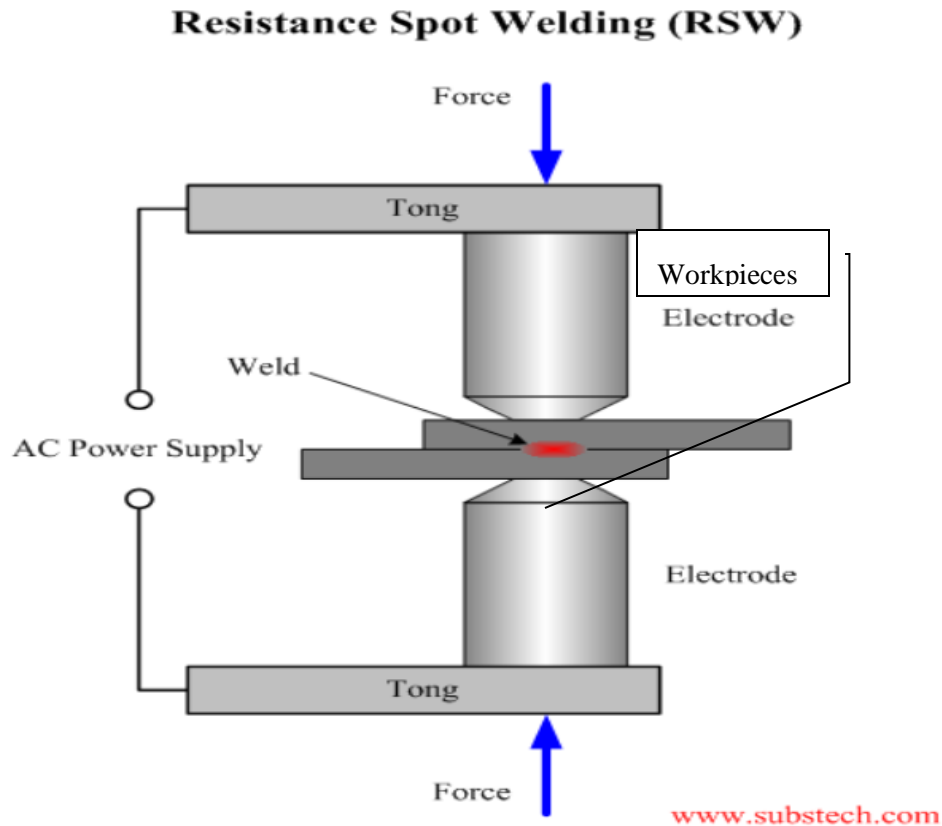 Resistance Spot Welding (RSW)
Force
Tong
Workpieces
Electrode
Weld
AC Power Supply
Electrode
Tong
Force
www.substech.com